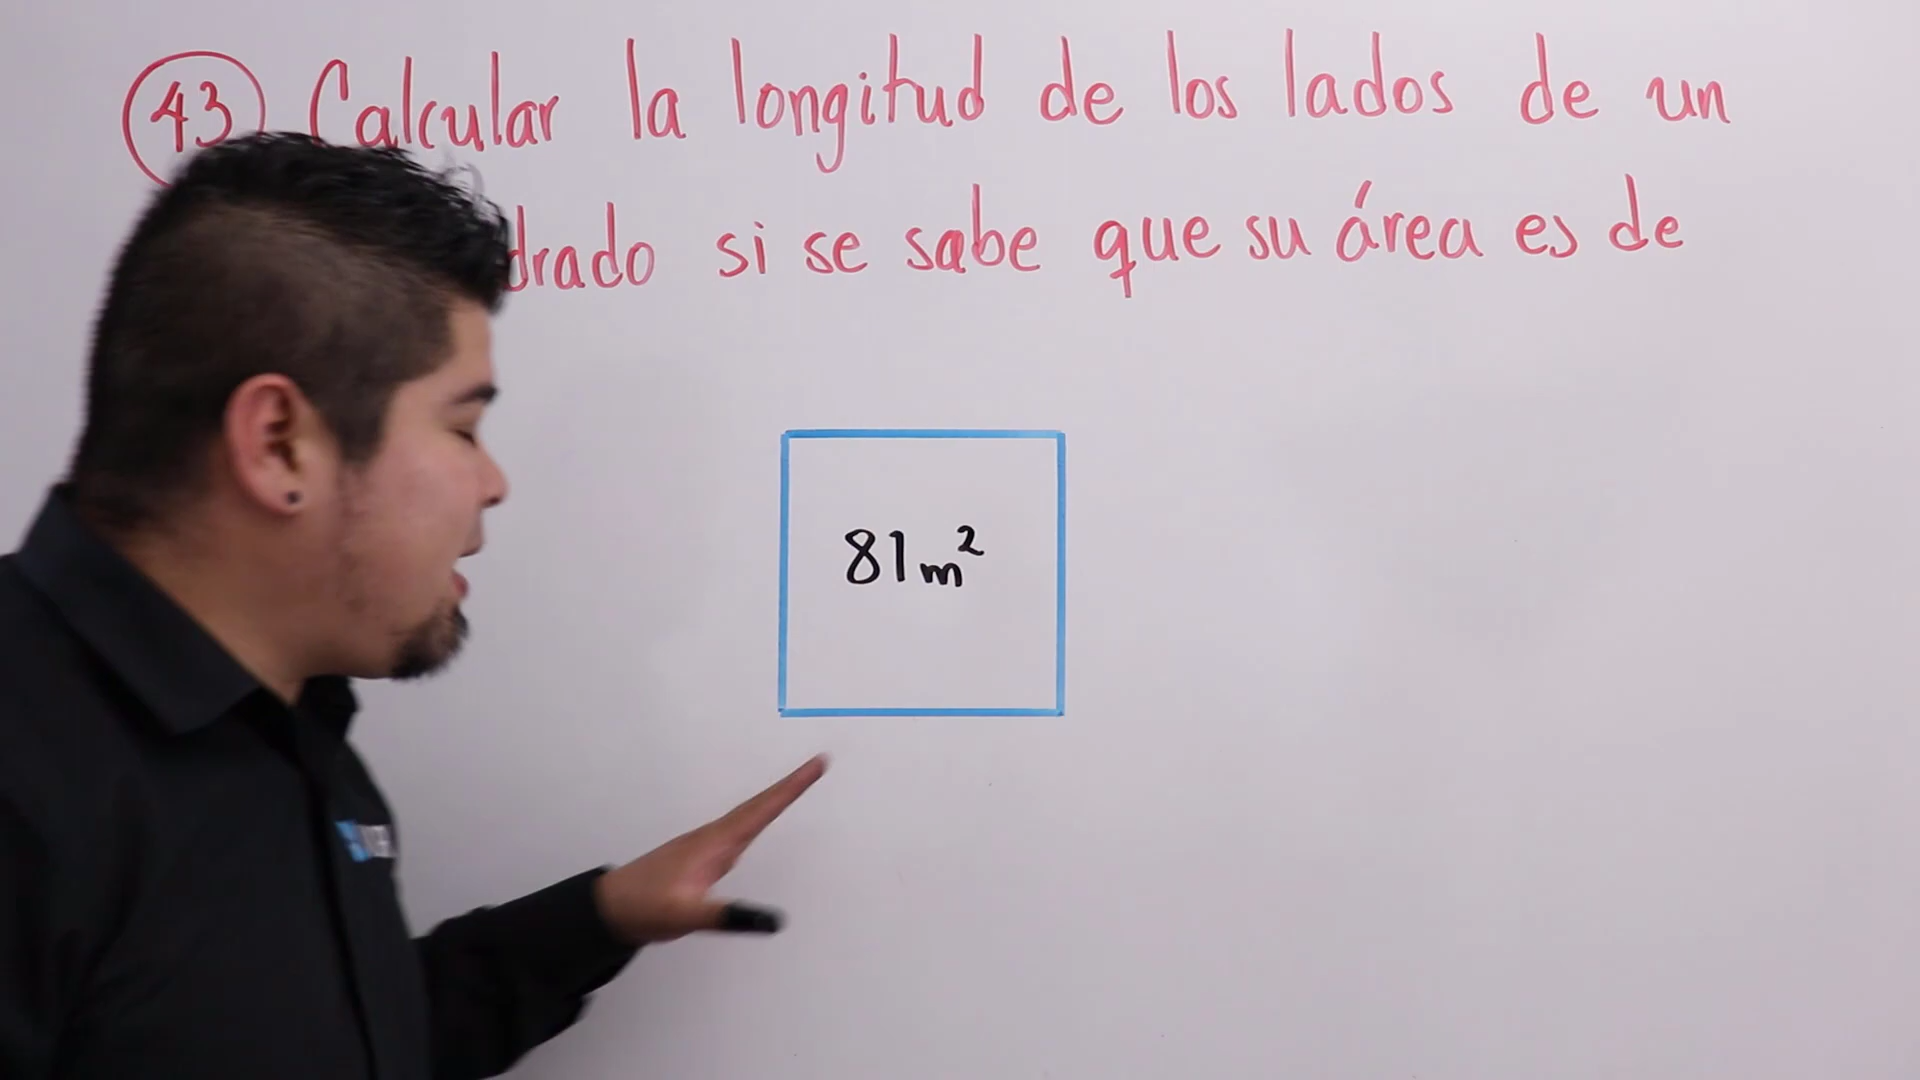 43 Calcular la longitud de los lados de un
drado si se sabe que su área es de
81m²